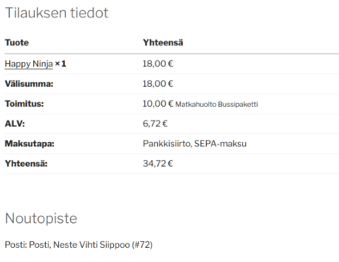 Tilauksen tiedot
Tuote Yhteensä
Happy Ninja × 1 18,00 €
Välisumma: 18,00 €
Toimitus: 10,00 € Matkahuolto Bussipaketti
ALV: 6,72 €
Maksutapa: Pankkisiirto, SEPA-maksu
Yhteensä: 34,72 €
Noutopiste
Posti: Posti, Neste Vihti Siippoo (#72)